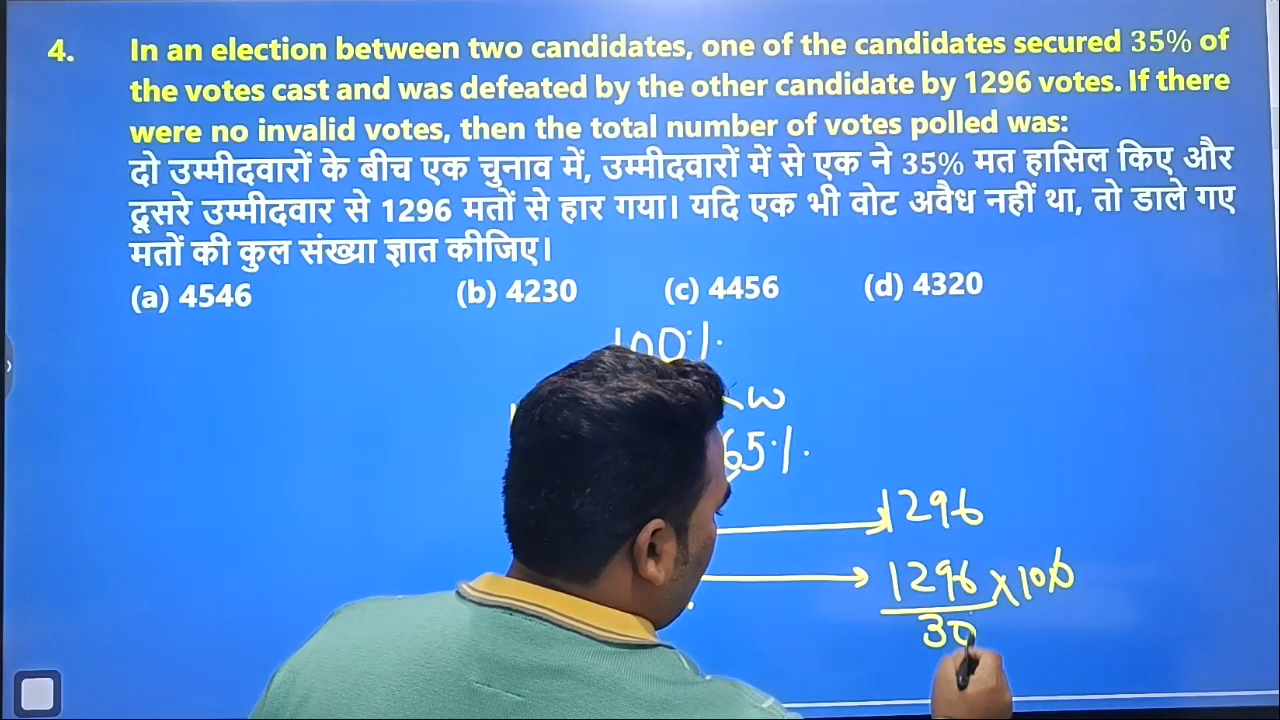 4. In an election between two candidates, one of the candidates secured 35% of
the votes cast and was defeated by the other candidate by 1296 votes. If there
were no invalid votes, then the total number of votes polled was:
दो उम्मीदवारों के बीच एक चुनाव में, उम्मीदवारों में से एक ने 35% मत हासिल किए और
दूसरे उम्मीदवार से 1296 मतों से हार गया। यदि एक भी वोट अवैध नहीं था, तो डाले गए
मतों की कुल संख्या ज्ञात कीजिए।
(a) 4546 (b) 4230 (c) 4456 (d) 4320
100%
W
65%
1296
1296 × 100
30